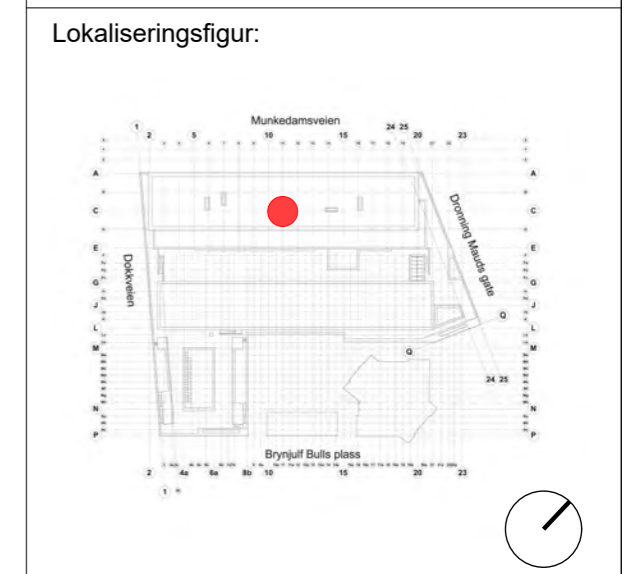 Lokaliseringsfigur:
Munkedamsveien
1 24 25
2 5 10 15 20 23
A A
C C
Dronning Mauds gate
E E
Dokkveien
G G
J J
Q
L L
M M
Q
24 25
N N
P P
Brynjulf Bulls plass
2 4a 6a 8b 10 15 20 23
1